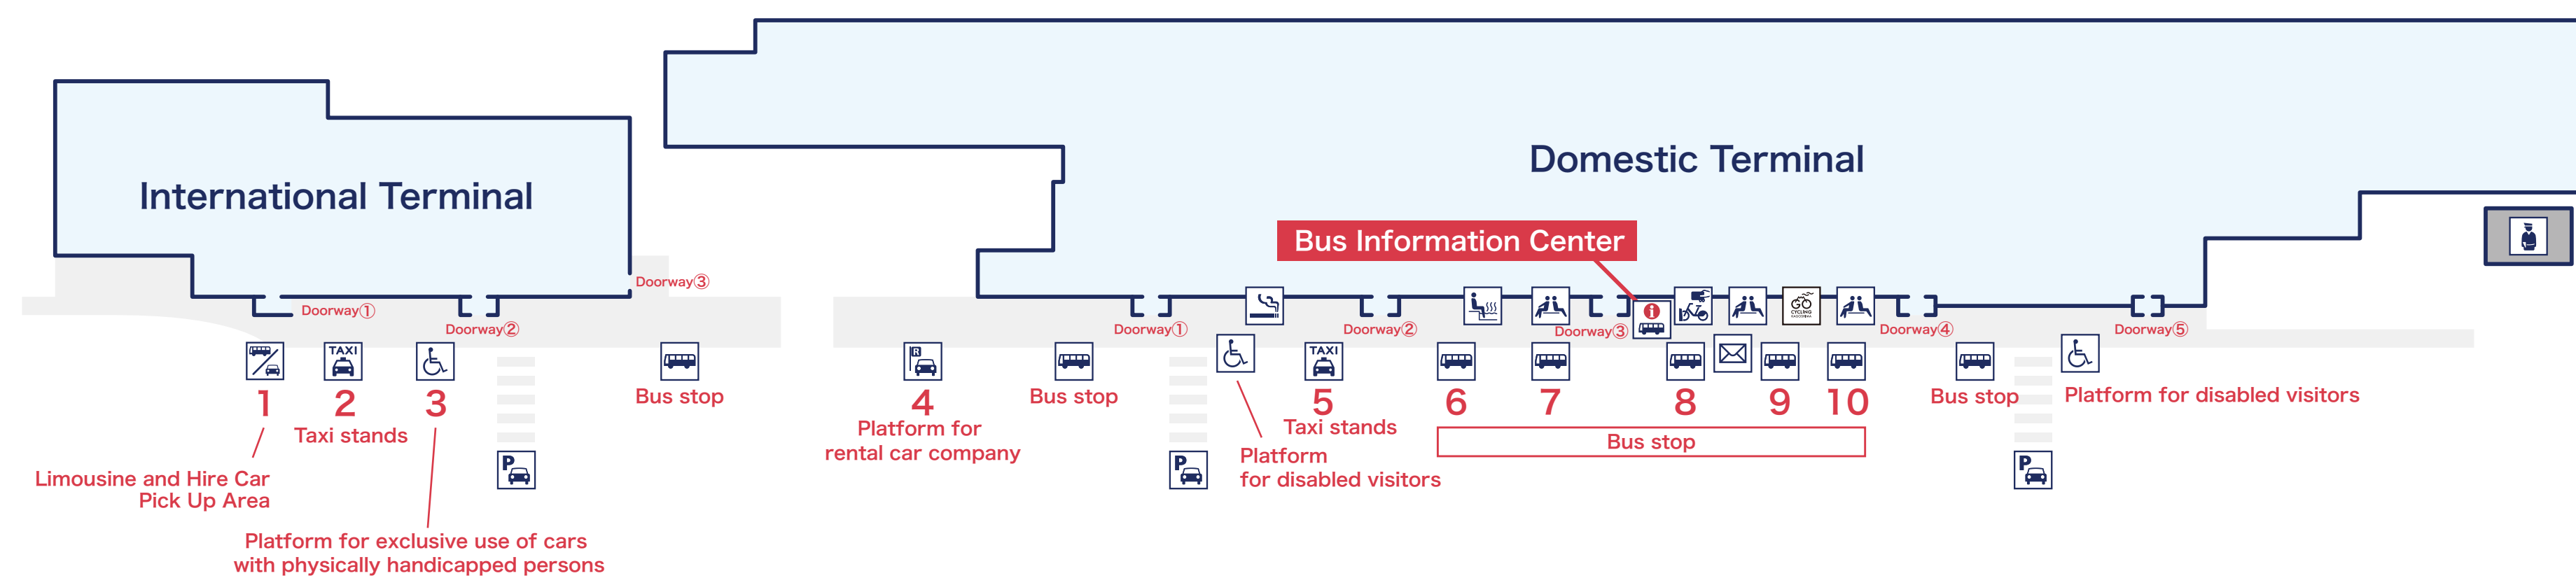 International Terminal
Domestic Terminal
Bus Information Center
Doorway③
Doorway①
Doorway②
Doorway①
Doorway②
Doorway③
Doorway④
Doorway⑤
GO
CYCLING
KAGOSHIMA
TAXI
R
TAXI
1
2
3
Bus stop
4
Bus stop
5
6
7
8
9
10
Bus stop
Platform for disabled visitors
Taxi stands
Platform for
rental car company
Taxi stands
Bus stop
P
Platform
for disabled visitors
P
P
Limousine and Hire Car
Pick Up Area
Platform for exclusive use of cars
with physically handicapped persons